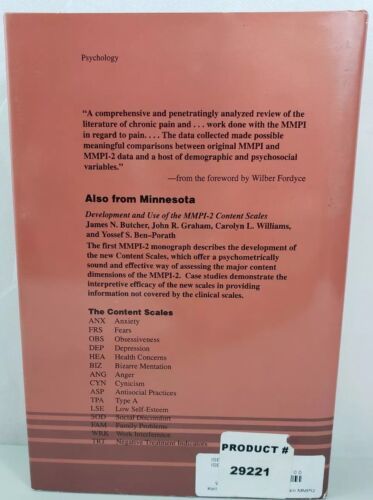 Psychology
"A comprehensive and penetratingly analyzed review of the
literature of chronic pain and . . . work done with the MMPI
in regard to pain. . . . The data collected made possible
meaningful comparisons between original MMPI and
MMPI-2 data and a host of demographic and psychosocial
variables."
—from the foreword by Wilber Fordyce
Also from Minnesota
Development and Use of the MMPI-2 Content Scales
James N. Butcher, John R. Graham, Carolyn L. Williams,
and Yossef S. Ben-Porath
The first MMPI-2 monograph describes the development of
the new Content Scales, which offer a psychometrically
sound and effective way of assessing the major content
dimensions of the MMPI-2. Case studies demonstrate the
interpretive efficacy of the new scales in providing
information not covered by the clinical scales.
The Content Scales
ANX Anxiety
FRS Fears
OBS Obsessiveness
DEP Depression
HEA Health Concerns
BIZ Bizarre Mentation
ANG Anger
CYN Cynicism
ASP Antisocial Practices
TPA Type A
LSE Low Self-Esteem
SOD Social Discomfort
FAM Family Problems
WRK Work Interference
TRT Negative Treatment Indicators
PRODUCT #
29221